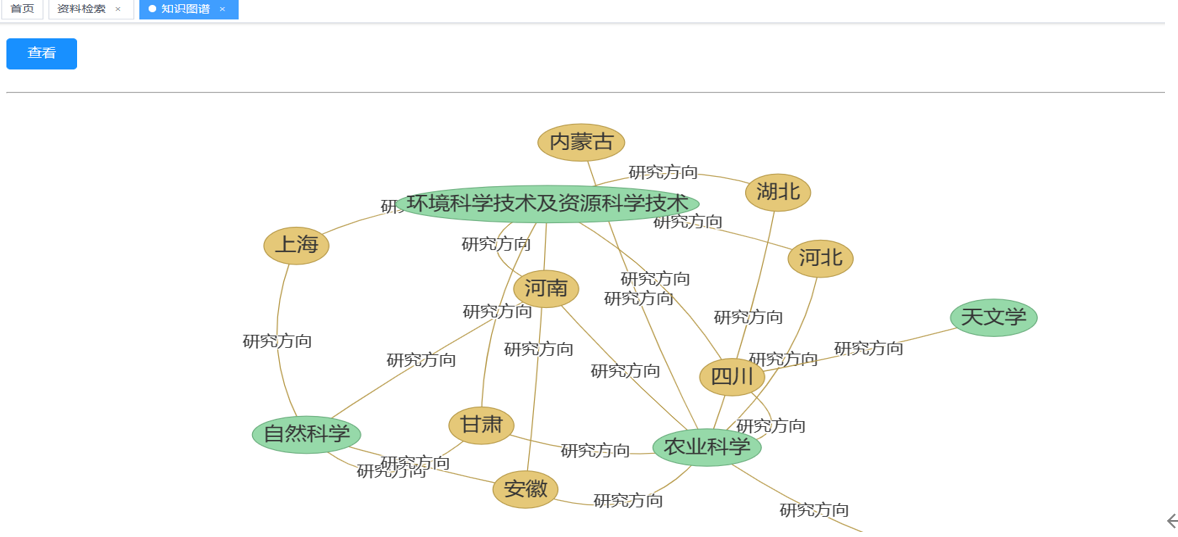 首页 资料检索 × 知识图谱 ×
查看
内蒙古
研究方向
湖北
环境科学技术及资源科学技术
研究方向
上海
研究方向
河北
研究方向
河南
研究方向
研究方向
研究方向
天文学
研究方向
研究方向
研究方向
研究方向
研究方向
研究方向
四川
研究方向
甘肃
研究方向
自然科学
农业科学
研究方向
研究方向
研究方向
安徽
研究方向
研究方向